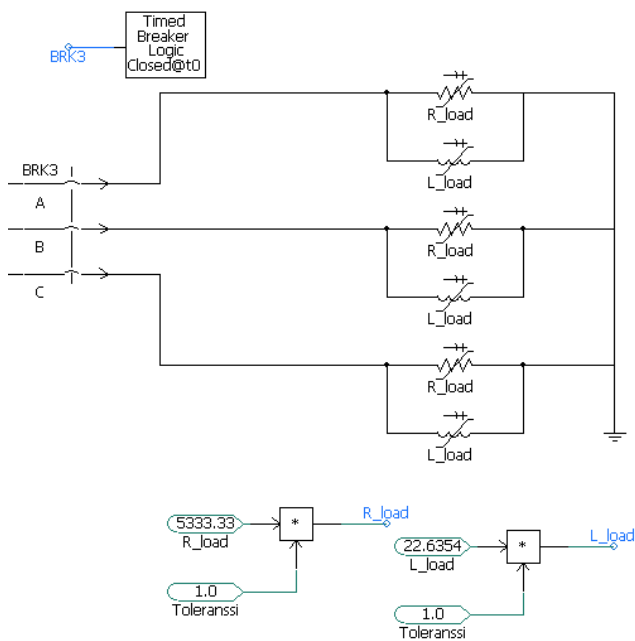 Timed
Breaker
Logic
Closed@t0
BRK3
R_load
L_load
BRK3
A
R_load
B
L_load
C
R_load
L_load
5333.33
*
R_load
R_load
1.0
Toleranssi
22.6354
*
L_load
L_load
1.0
Toleranssi